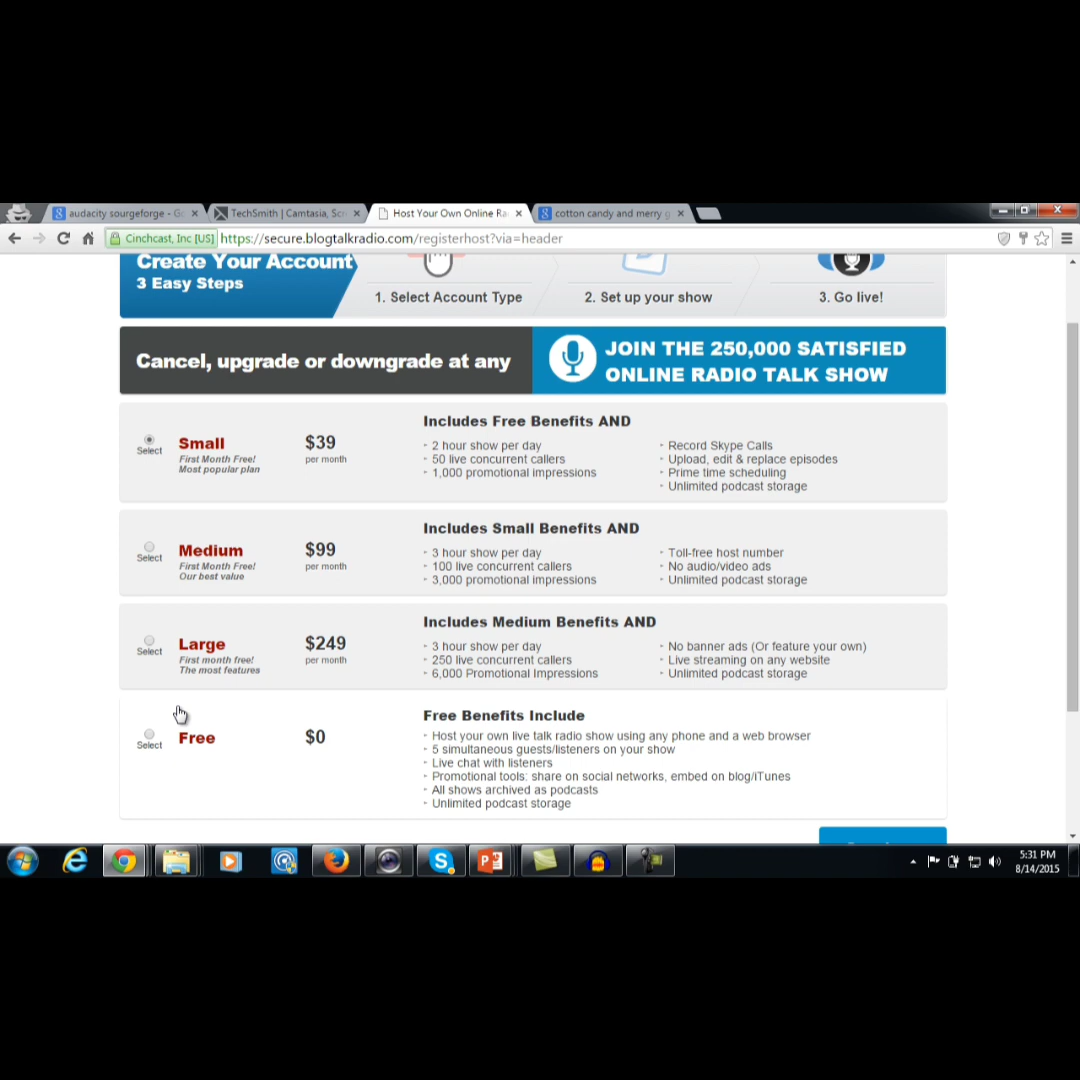 audacity sourgeforge - Go
TechSmith | Camtasia, Scr
Host Your Own Online Ra
cotton candy and merry g
Cinchcast, Inc [US] https://secure.blogtalkradio.com/registerhost?via=header
Create Your Account
3 Easy Steps
1. Select Account Type
2. Set up your show
3. Go live!
Cancel, upgrade or downgrade at any
JOIN THE 250,000 SATISFIED
ONLINE RADIO TALK SHOW
Select
Small
First Month Free!
Most popular plan
$39
per month
Includes Free Benefits AND
- 2 hour show per day
- 50 live concurrent callers
- 1,000 promotional impressions
- Record Skype Calls
- Upload, edit & replace episodes
- Prime time scheduling
- Unlimited podcast storage
Select
Medium
First Month Free!
Our best value
$99
per month
Includes Small Benefits AND
- 3 hour show per day
- 100 live concurrent callers
- 3,000 promotional impressions
- Toll-free host number
- No audio/video ads
- Unlimited podcast storage
Select
Large
First month free!
The most features
$249
per month
Includes Medium Benefits AND
- 3 hour show per day
- 250 live concurrent callers
- 6,000 Promotional Impressions
- No banner ads (Or feature your own)
- Live streaming on any website
- Unlimited podcast storage
Select
Free
$0
Free Benefits Include
- Host your own live talk radio show using any phone and a web browser
- 5 simultaneous guests/listeners on your show
- Live chat with listeners
- Promotional tools: share on social networks, embed on blog/iTunes
- All shows archived as podcasts
- Unlimited podcast storage
5:31 PM
8/14/2015